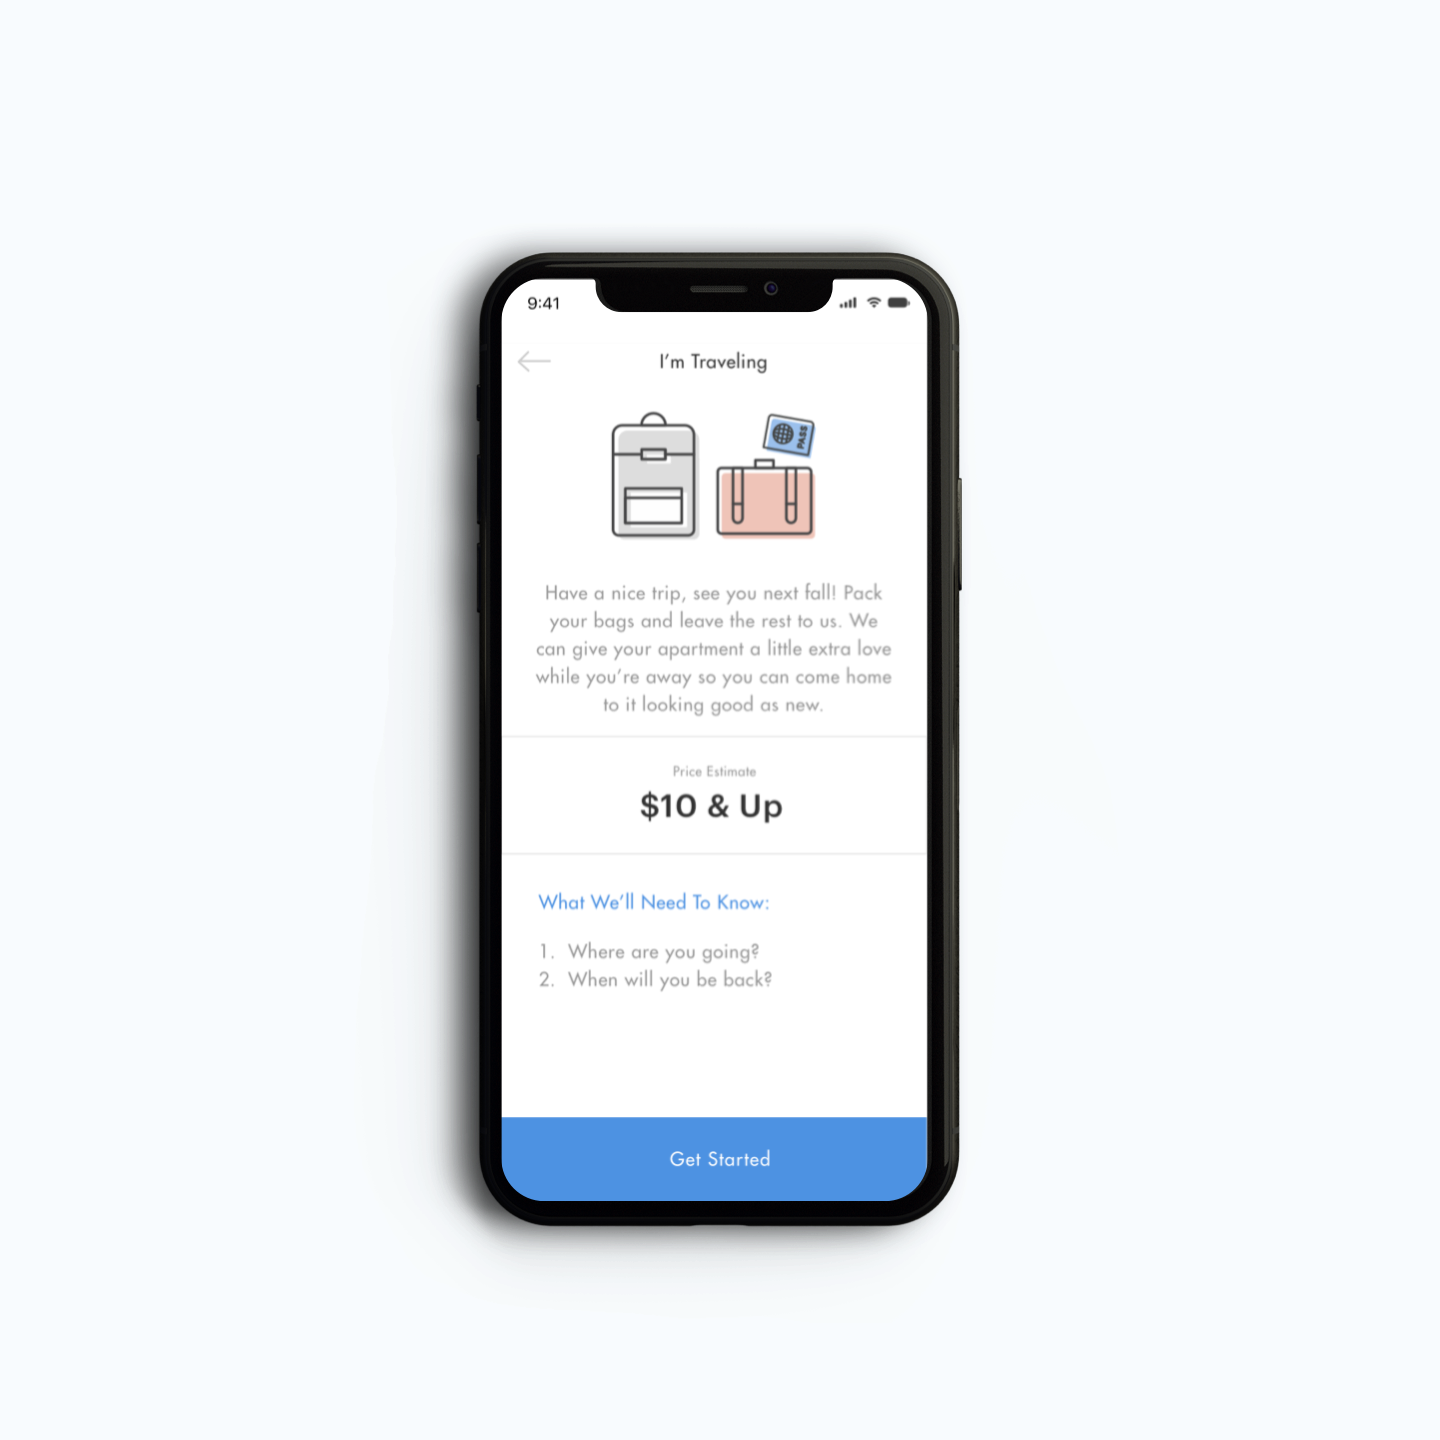 9:41
I'm Traveling
PASS
Have a nice trip, see you next fall! Pack
your bags and leave the rest to us. We
can give your apartment a little extra love
while you're away so you can come home
to it looking good as new.
Price Estimate
$10 & Up
What We'll Need To Know:
1. Where are you going?
2. When will you be back?
Get Started